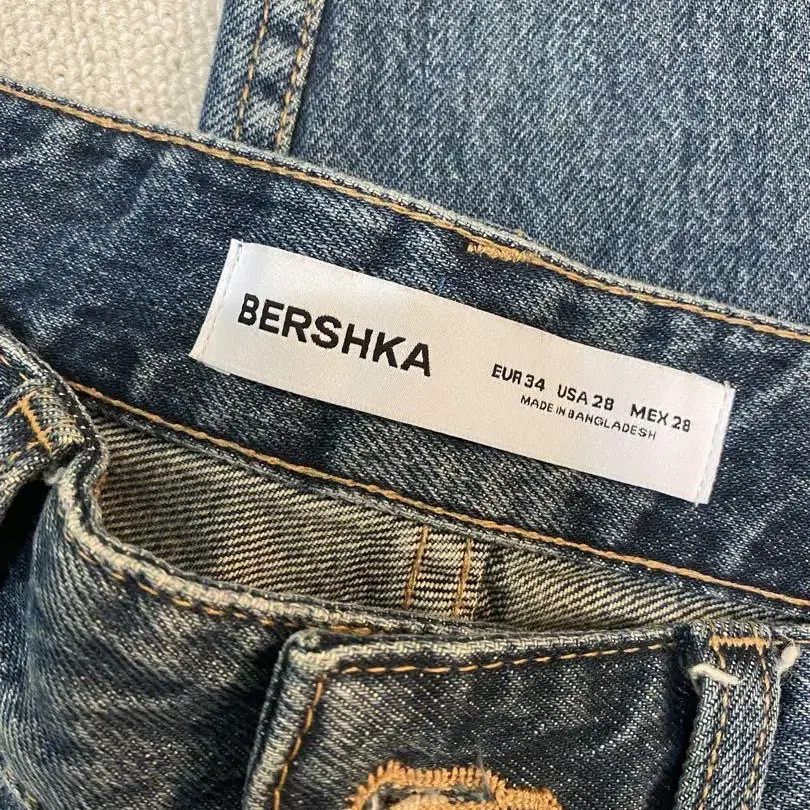 BERSHKA
EUR 34 USA 28 MEX 28
MADE IN BANGLADESH